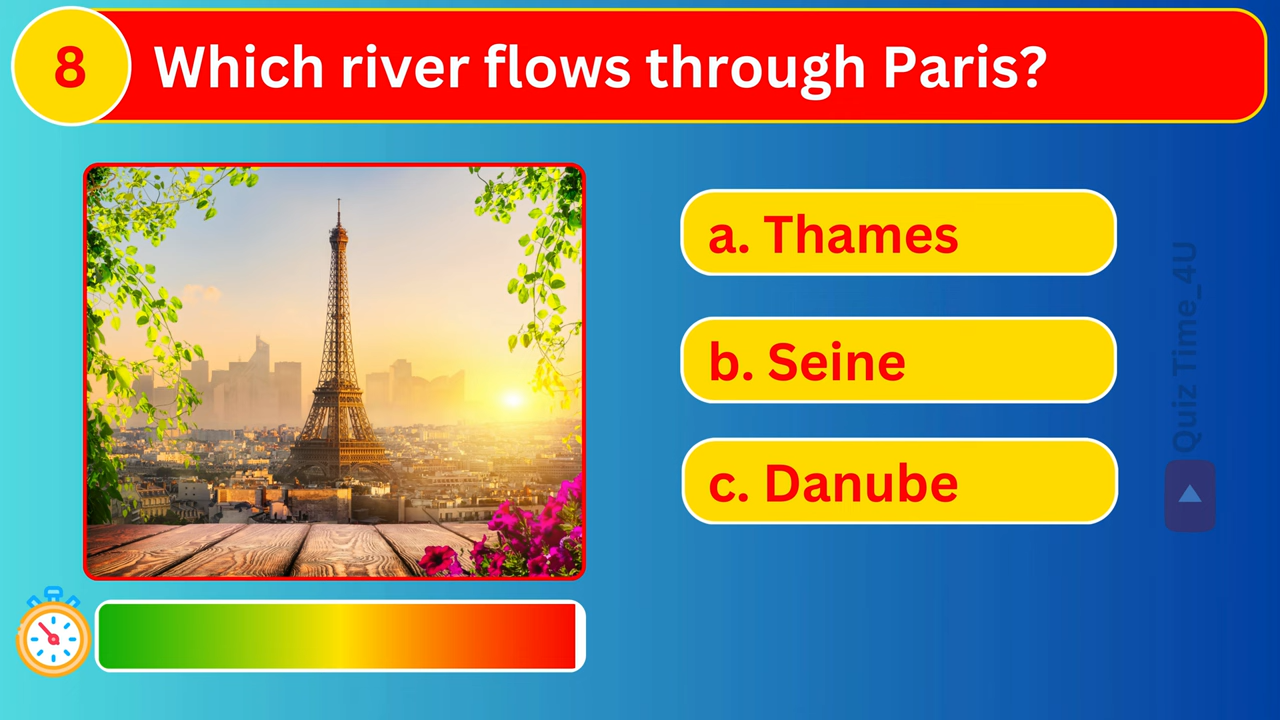 8
Which river flows through Paris?
a. Thames
b. Seine
c. Danube
Quiz Time_4U